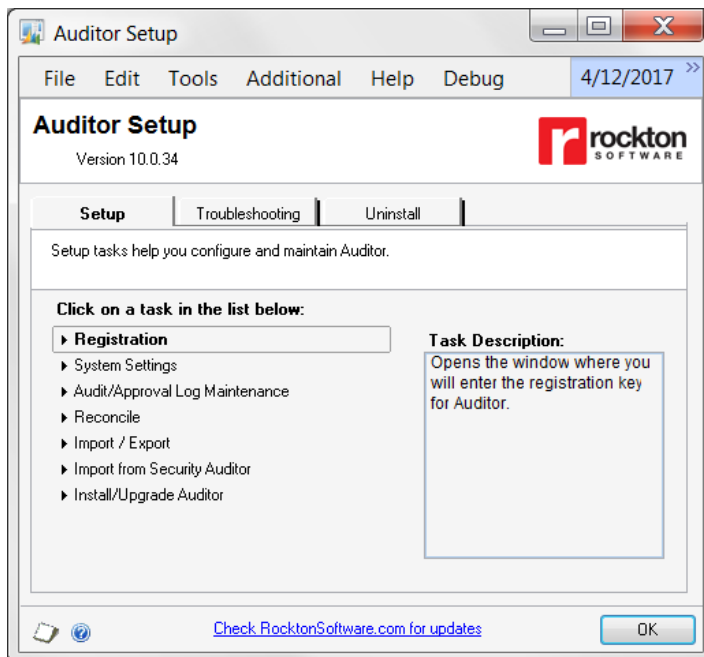 Auditor Setup
File Edit Tools Additional Help Debug 4/12/2017 »
Auditor Setup
Version 10.0.34
rockton
SOFTWARE
Setup Troubleshooting Uninstall
Setup tasks help you configure and maintain Auditor.
Click on a task in the list below:
Registration
System Settings
Audit/Approval Log Maintenance
Reconcile
Import / Export
Import from Security Auditor
Install/Upgrade Auditor
Task Description:
Opens the window where you
will enter the registration key
for Auditor.
Check RocktonSoftware.com for updates
OK